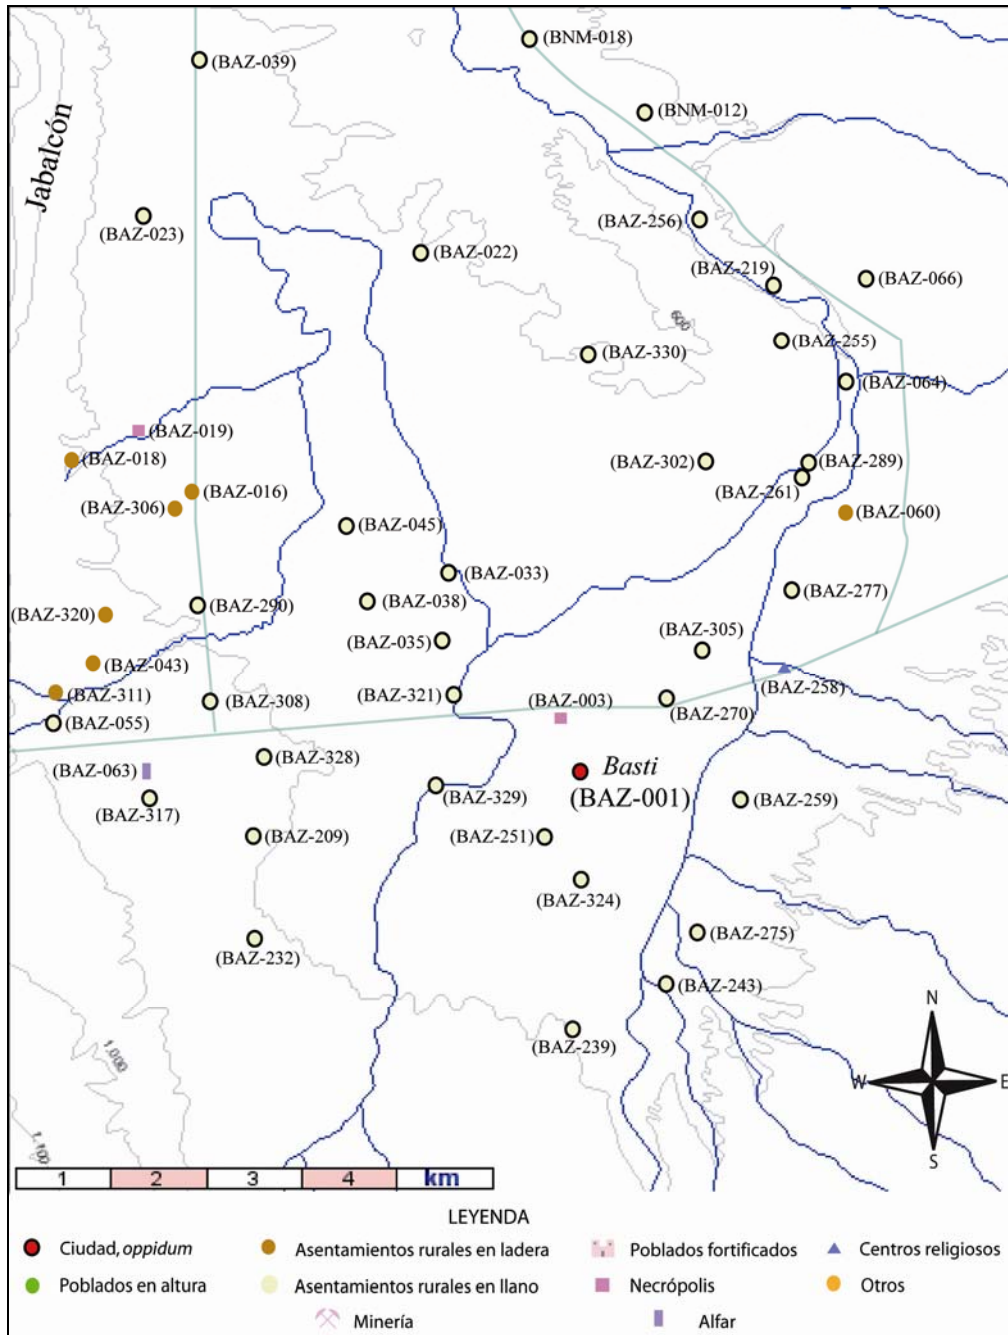 (BNM-018)
(BAZ-039)
(BNM-012)
Jabalcón
(BAZ-023)
(BAZ-256)
(BAZ-022)
(BAZ-219)
(BAZ-066)
600
(BAZ-330)
(BAZ-255)
(BAZ-064)
(BAZ-019)
(BAZ-018)
(BAZ-302)
(BAZ-289)
(BAZ-261)
(BAZ-016)
(BAZ-306)
(BAZ-060)
(BAZ-045)
(BAZ-033)
(BAZ-277)
(BAZ-038)
(BAZ-290)
(BAZ-320)
(BAZ-305)
(BAZ-035)
(BAZ-043)
(BAZ-258)
(BAZ-311)
(BAZ-321)
(BAZ-308)
(BAZ-003)
(BAZ-270)
(BAZ-055)
(BAZ-328)
(BAZ-063)
Basti
(BAZ-001)
(BAZ-329)
(BAZ-259)
(BAZ-317)
(BAZ-209)
(BAZ-251)
(BAZ-324)
(BAZ-275)
(BAZ-232)
(BAZ-243)
(BAZ-239)
N
W
E
S
1.000
1.100
1 2 3 4 km
LEYENDA
Ciudad, oppidum
Asentamientos rurales en ladera
Poblados fortificados
Centros religiosos
Poblados en altura
Asentamientos rurales en llano
Necrópolis
Otros
Minería
Alfar